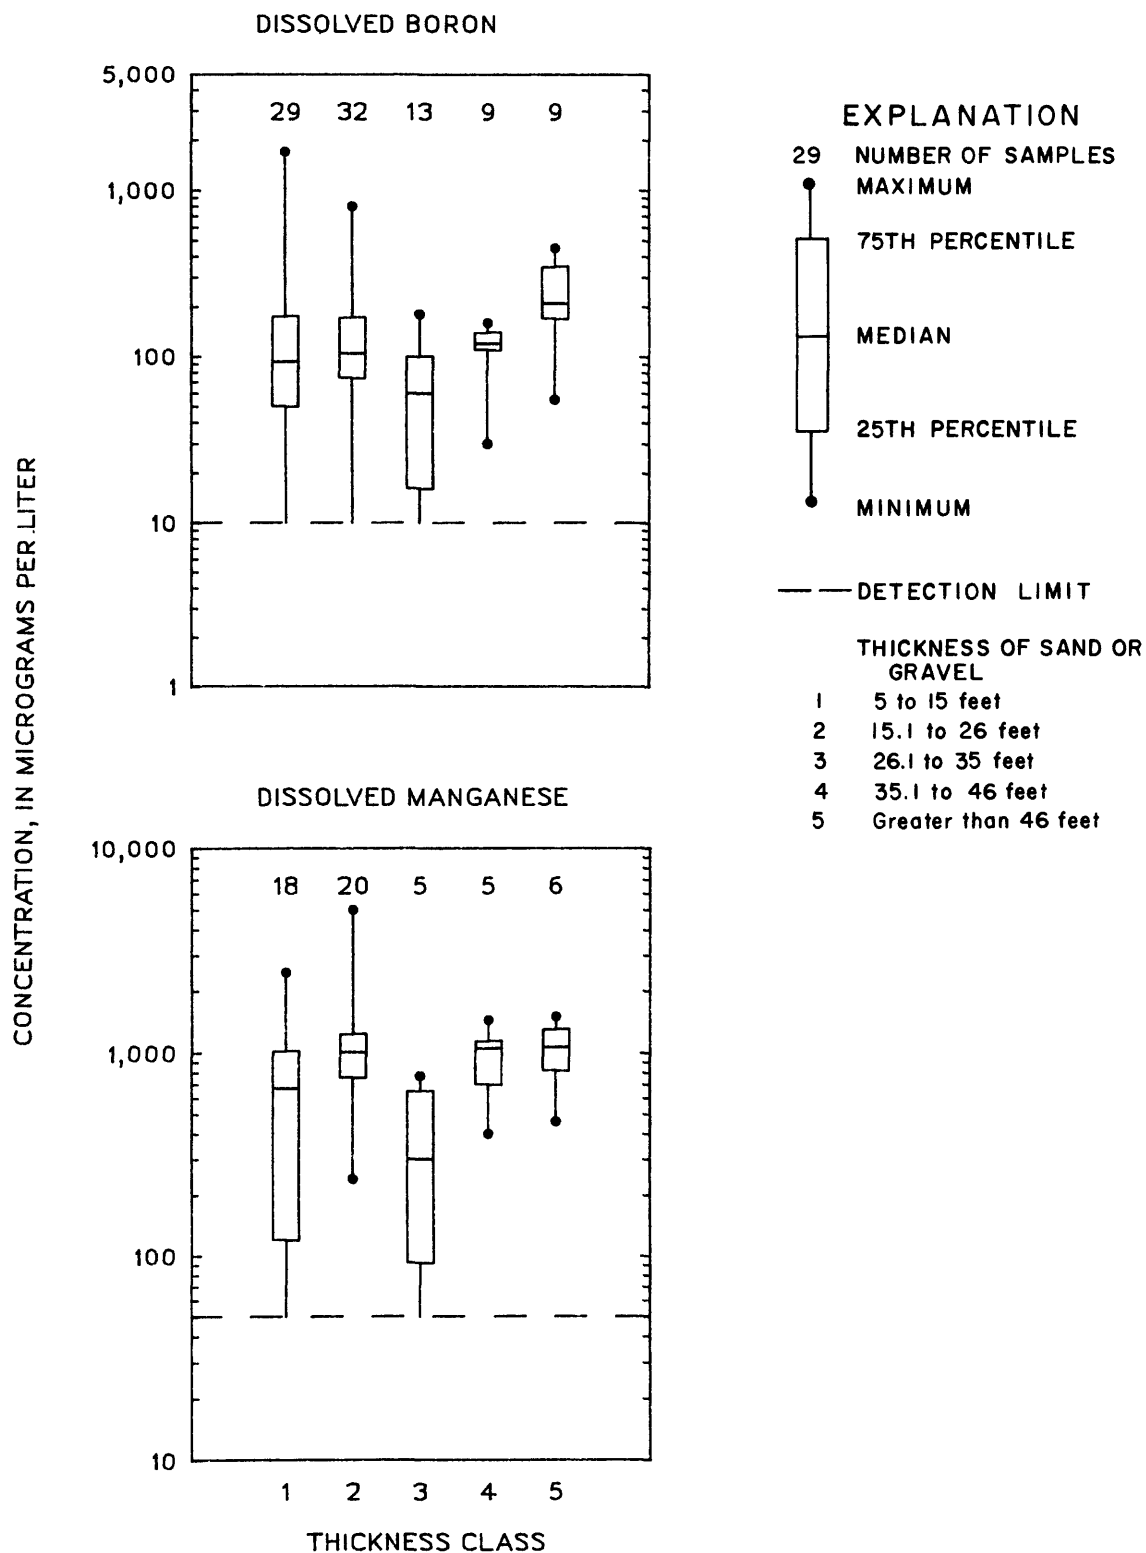 DISSOLVED BORON
5,000
1,000
100
10
1
29 32 13 9 9
CONCENTRATION, IN MICROGRAMS PER LITER
DISSOLVED MANGANESE
10,000
1,000
100
10
18 20 5 5 6
1 2 3 4 5
THICKNESS CLASS
EXPLANATION
29 NUMBER OF SAMPLES
MAXIMUM
75TH PERCENTILE
MEDIAN
25TH PERCENTILE
MINIMUM
DETECTION LIMIT
THICKNESS OF SAND OR
GRAVEL
1 5 to 15 feet
2 15.1 to 26 feet
3 26.1 to 35 feet
4 35.1 to 46 feet
5 Greater than 46 feet